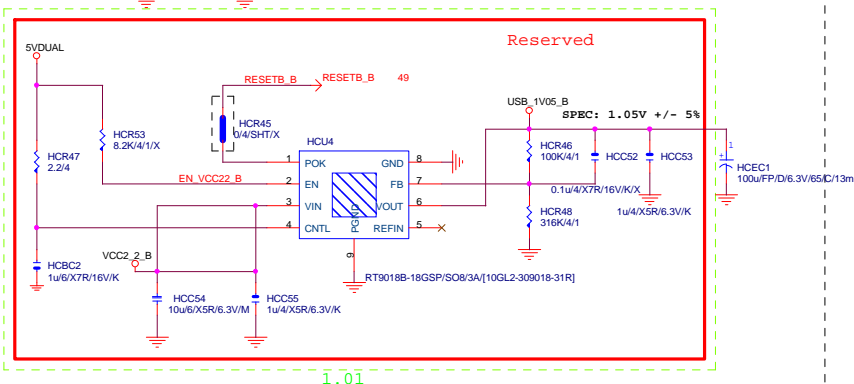 Reserved
5VDUAL
RESETB_B
RESETB_B
49
HCR45
0/4/SHT/X
USB_1V05_B
SPEC: 1.05V +/- 5%
HCR53
8.2K/4/1/X
HCR47
2.2/4
HCU4
1 POK
GND 8
2 EN
FB 7
3 VIN
VOUT 6
4 CNTL
REFIN 5
PGND
9
EN_VCC22_B
HCR46
100K/4/1
HCC52
0.1u/4/X7R/16V/K/X
HCC53
1u/4/X5R/6.3V/K
1
+
HCEC1
100u/FP/D/6.3V/65/C/13m
HCR48
316K/4/1
HCBC2
1u/6/X7R/16V/K
VCC2_2_B
RT9018B-18GSP/SO8/3A/[10GL2-309018-31R]
HCC54
10u/6/X5R/6.3V/M
HCC55
1u/4/X5R/6.3V/K
1.01